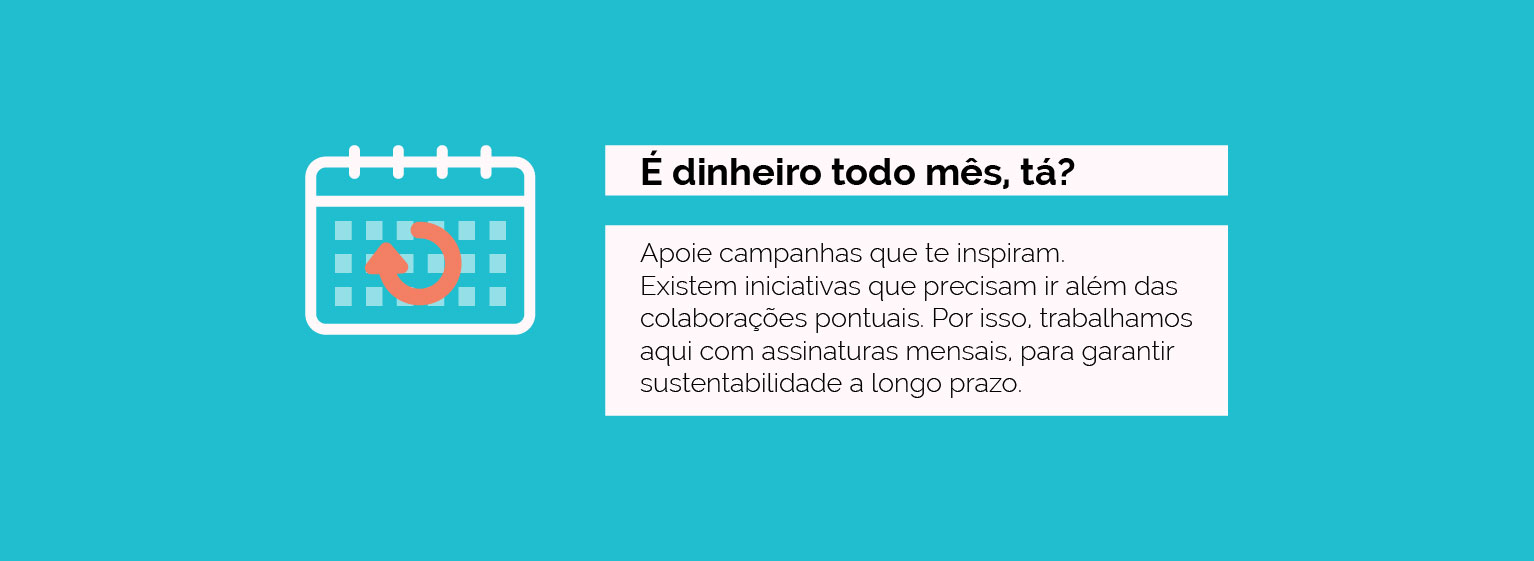 É dinheiro todo mês, tá?
Apoie campanhas que te inspiram.
Existem iniciativas que precisam ir além das
colaborações pontuais. Por isso, trabalhamos
aqui com assinaturas mensais, para garantir
sustentabilidade a longo prazo.